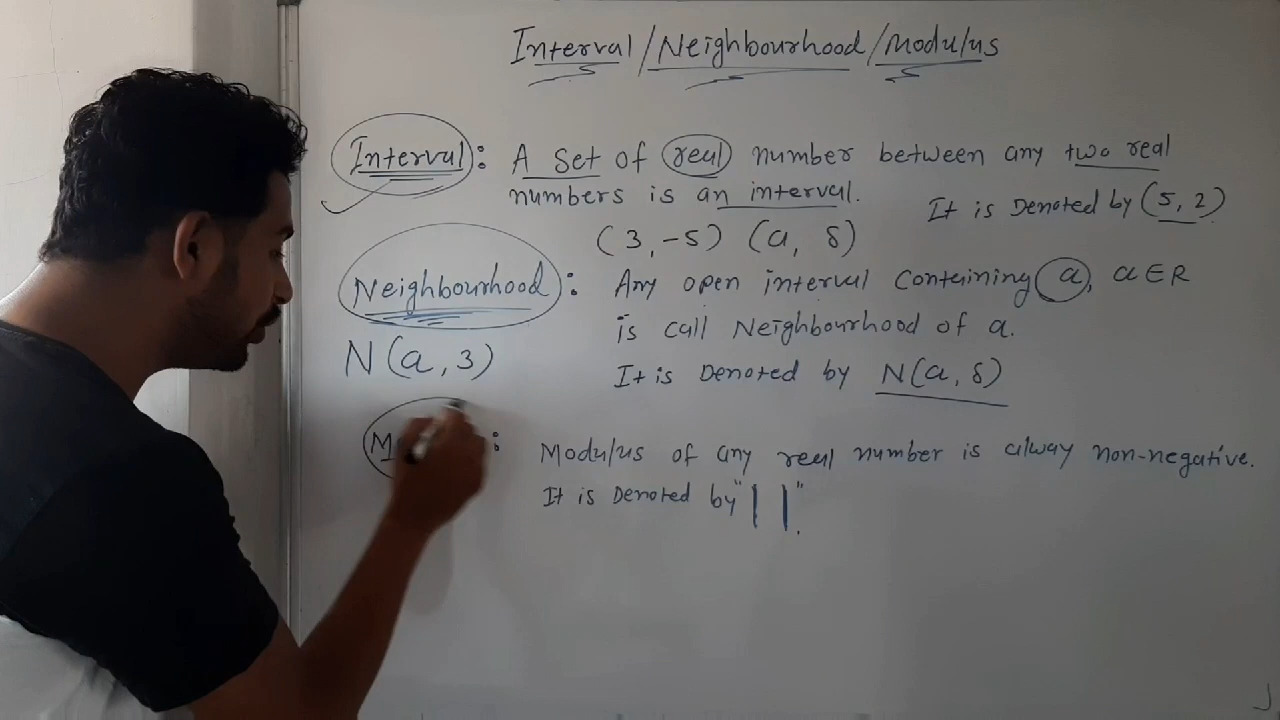 Interval/Neighbourhood/Modulus
Interval: A Set of real number between any two real
numbers is an interval. It is Denoted by (5, 2)
(3,-5) (a, δ)
Neighbourhood: Any open interval Containing a, a∈R
is call Neighbourhood of a.
N(a,3) It is Denoted by N(a, δ)
: Modulus of any real number is alway non-negative.
It is Denoted by "| |".